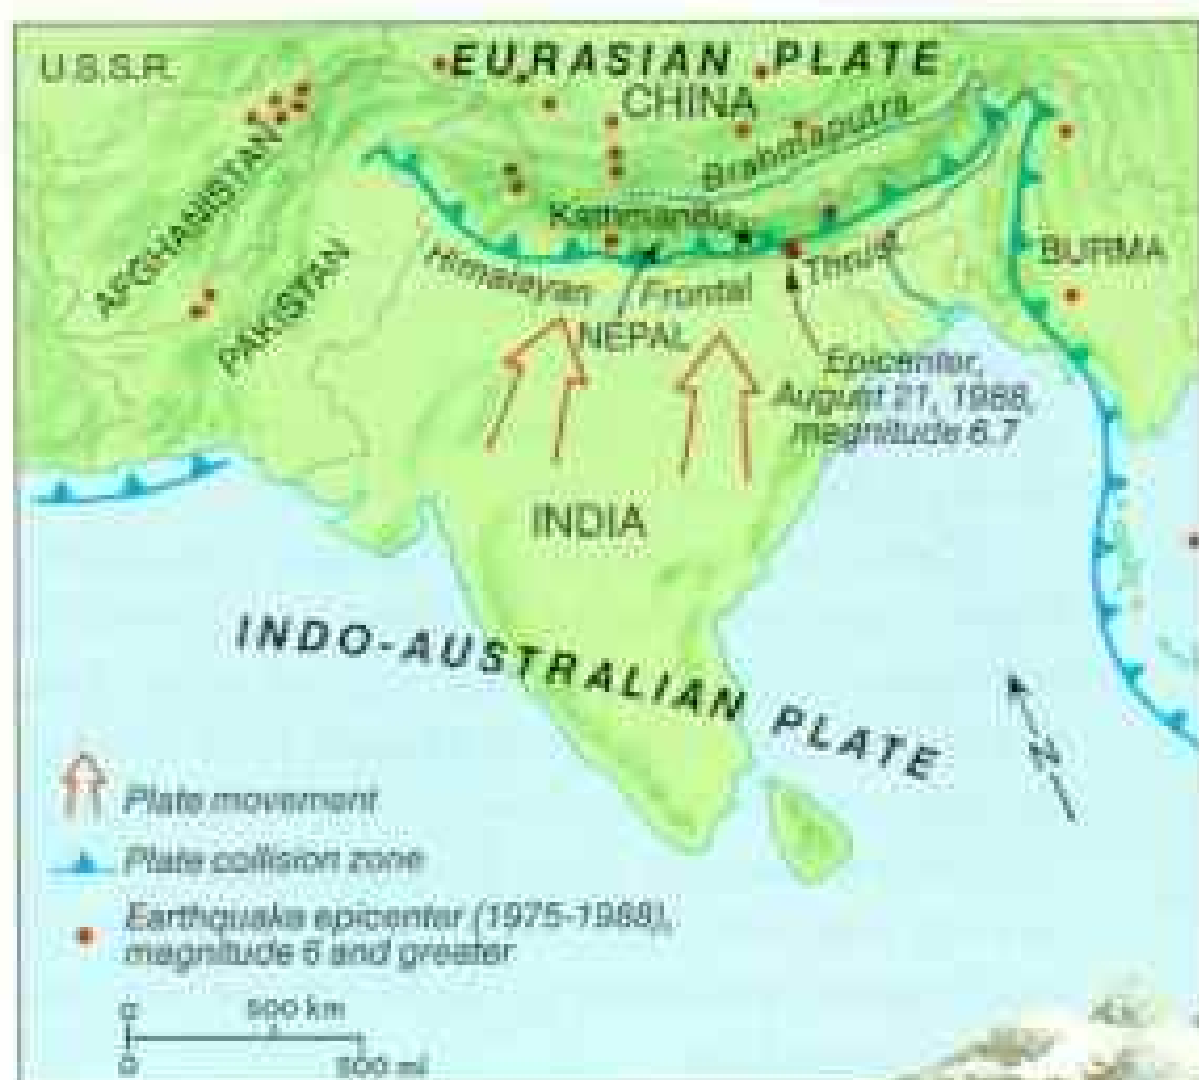 U.S.S.R.
EURASIAN PLATE
CHINA
Brahmaputra
AFGHANISTAN
PAKISTAN
Kathmandu
Himalayan Frontal Thrust
BURMA
NEPAL
Epicenter,
August 21, 1988,
magnitude 6.7
INDIA
INDO-AUSTRALIAN PLATE
N
Plate movement
Plate collision zone
Earthquake epicenter (1975-1988),
magnitude 6 and greater
0 500 km
0 500 mi